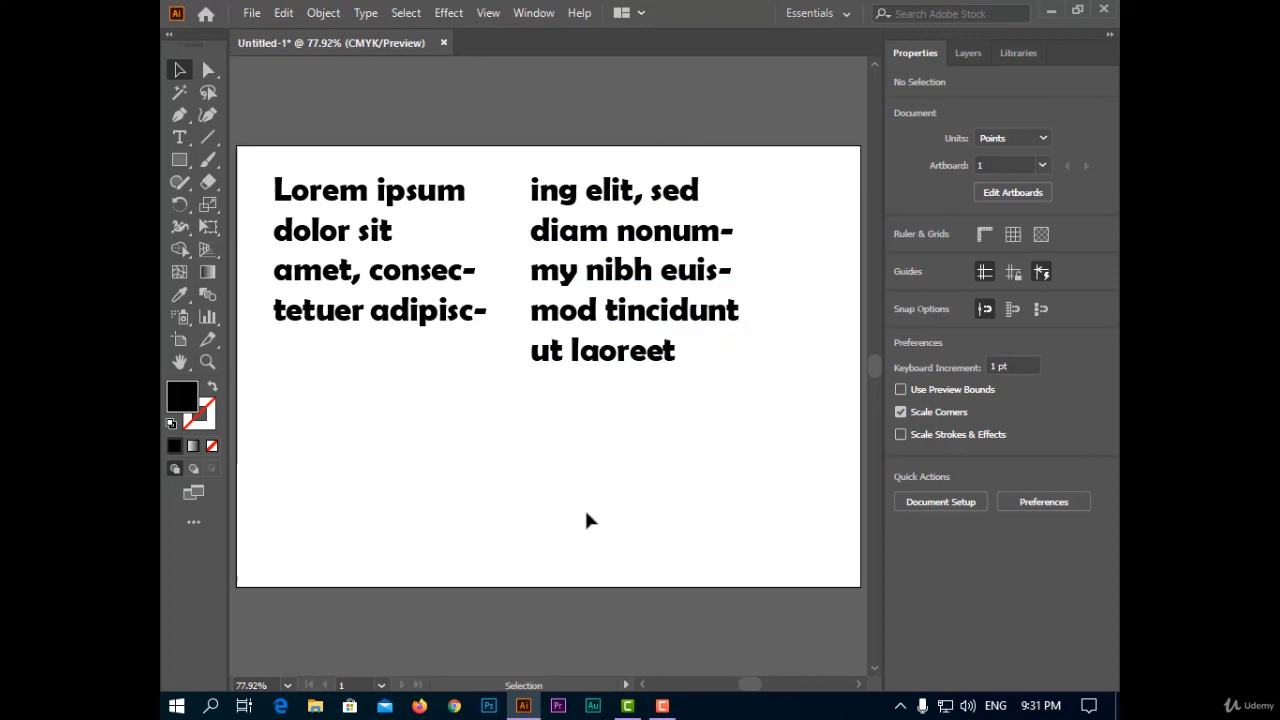 Ai
File Edit Object Type Select Effect View Window Help
Essentials
Search Adobe Stock
Untitled-1* @ 77.92% (CMYK/Preview)
Lorem ipsum
dolor sit
amet, consec-
tetuer adipisc-
ing elit, sed
diam nonum-
my nibh euis-
mod tincidunt
ut laoreet
Properties Layers Libraries
No Selection
Document
Units: Points
Artboard: 1
Edit Artboards
Ruler & Grids
Guides
Snap Options
Preferences
Keyboard Increment: 1 pt
Use Preview Bounds
Scale Corners
Scale Strokes & Effects
Quick Actions
Document Setup Preferences
77.92% 1 Selection
Ps Ai Pr Au
ENG 9:31 PM
Udemy